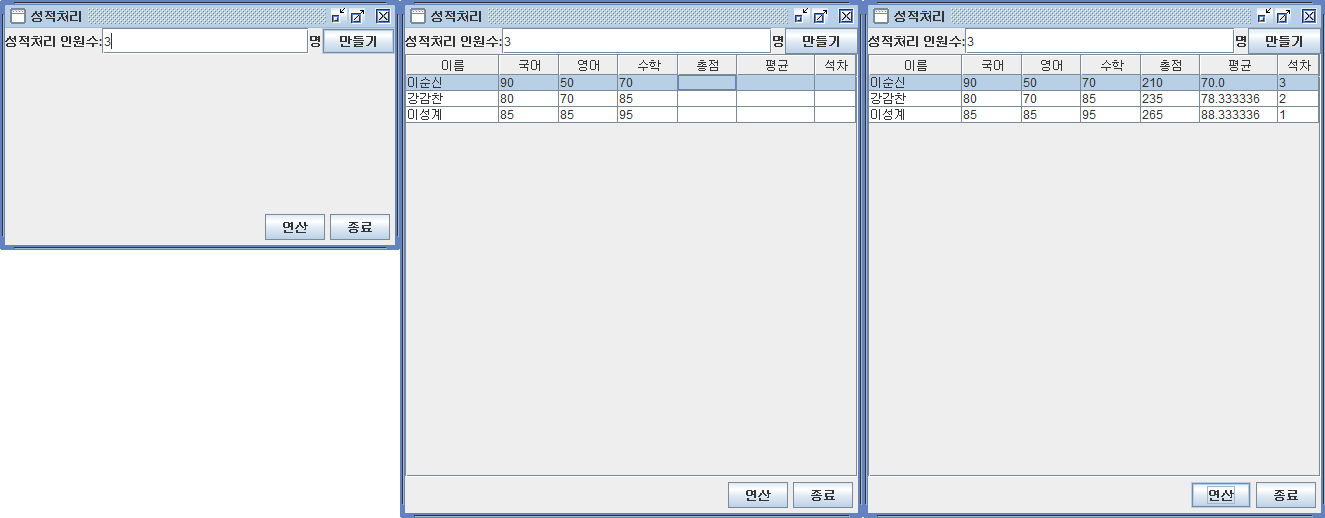 성적처리
성적처리 인원수: 3 명 만들기
연산 종료
성적처리
성적처리 인원수: 3 명 만들기
이름 국어 영어 수학 총점 평균 석차
이순신 90 50 70
강감찬 80 70 85
이성계 85 85 95
연산 종료
성적처리
성적처리 인원수: 3 명 만들기
이름 국어 영어 수학 총점 평균 석차
이순신 90 50 70 210 70.0 3
강감찬 80 70 85 235 78.333336 2
이성계 85 85 95 265 88.333336 1
연산 종료